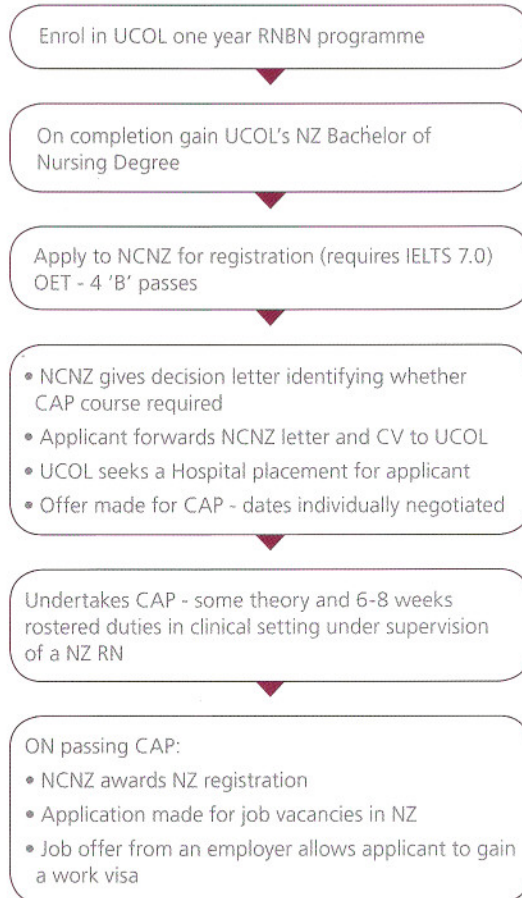 Enrol in UCOL one year RNBN programme
On completion gain UCOL's NZ Bachelor of
Nursing Degree
Apply to NCNZ for registration (requires IELTS 7.0)
OET - 4 'B' passes
• NCNZ gives decision letter identifying whether
CAP course required
• Applicant forwards NCNZ letter and CV to UCOL
• UCOL seeks a Hospital placement for applicant
• Offer made for CAP - dates individually negotiated
Undertakes CAP - some theory and 6-8 weeks
rostered duties in clinical setting under supervision
of a NZ RN
ON passing CAP:
• NCNZ awards NZ registration
• Application made for job vacancies in NZ
• Job offer from an employer allows applicant to gain
a work visa